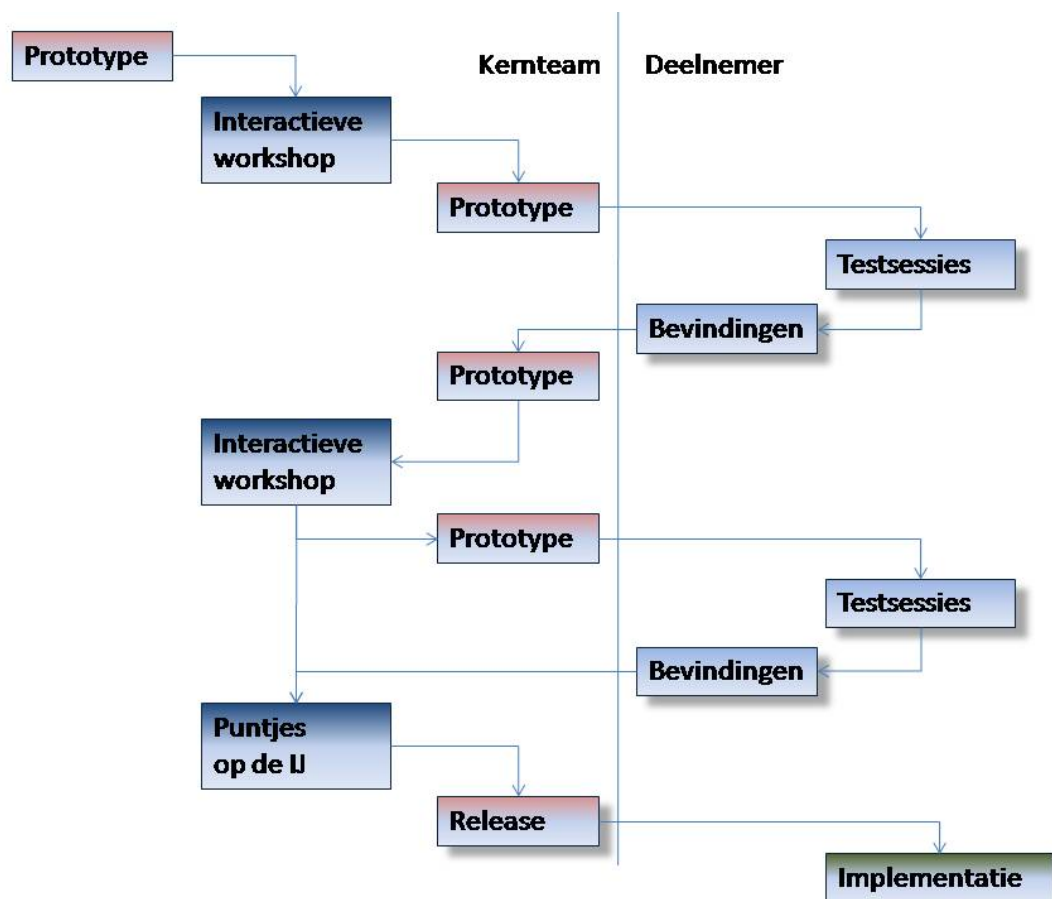 Prototype
Kernteam
Deelnemer
Interactieve
workshop
Prototype
Testsessies
Bevindingen
Prototype
Interactieve
workshop
Prototype
Testsessies
Bevindingen
Puntjes
op de IJ
Release
Implementatie